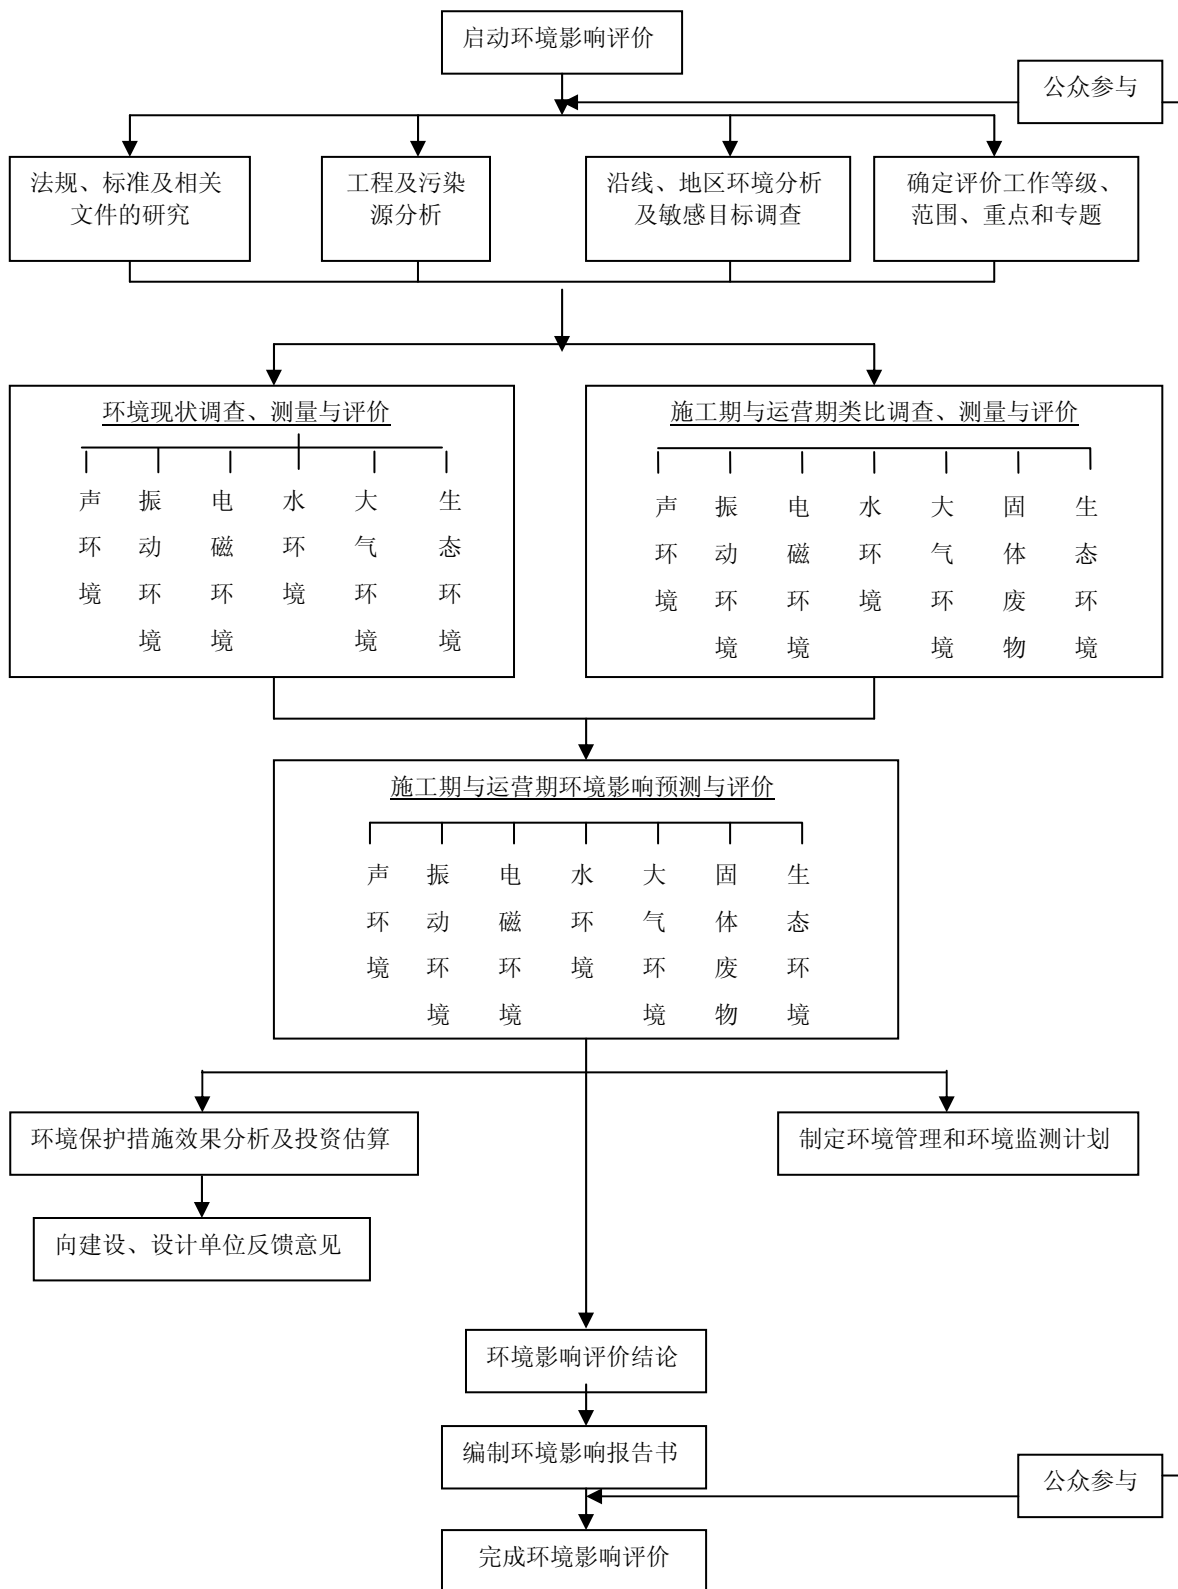 启动环境影响评价
公众参与
法规、标准及相关
文件的研究
工程及污染
源分析
沿线、地区环境分析
及敏感目标调查
确定评价工作等级、
范围、重点和专题
环境现状调查、测量与评价
声环境
振动环境
电磁环境
水环境
大气环境
生态环境
施工期与运营期类比调查、测量与评价
声环境
振动环境
电磁环境
水环境
大气环境
固体废物
生态环境
施工期与运营期环境影响预测与评价
声环境
振动环境
电磁环境
水环境
大气环境
固体废物
生态环境
环境保护措施效果分析及投资估算
制定环境管理和环境监测计划
向建设、设计单位反馈意见
环境影响评价结论
编制环境影响报告书
公众参与
完成环境影响评价